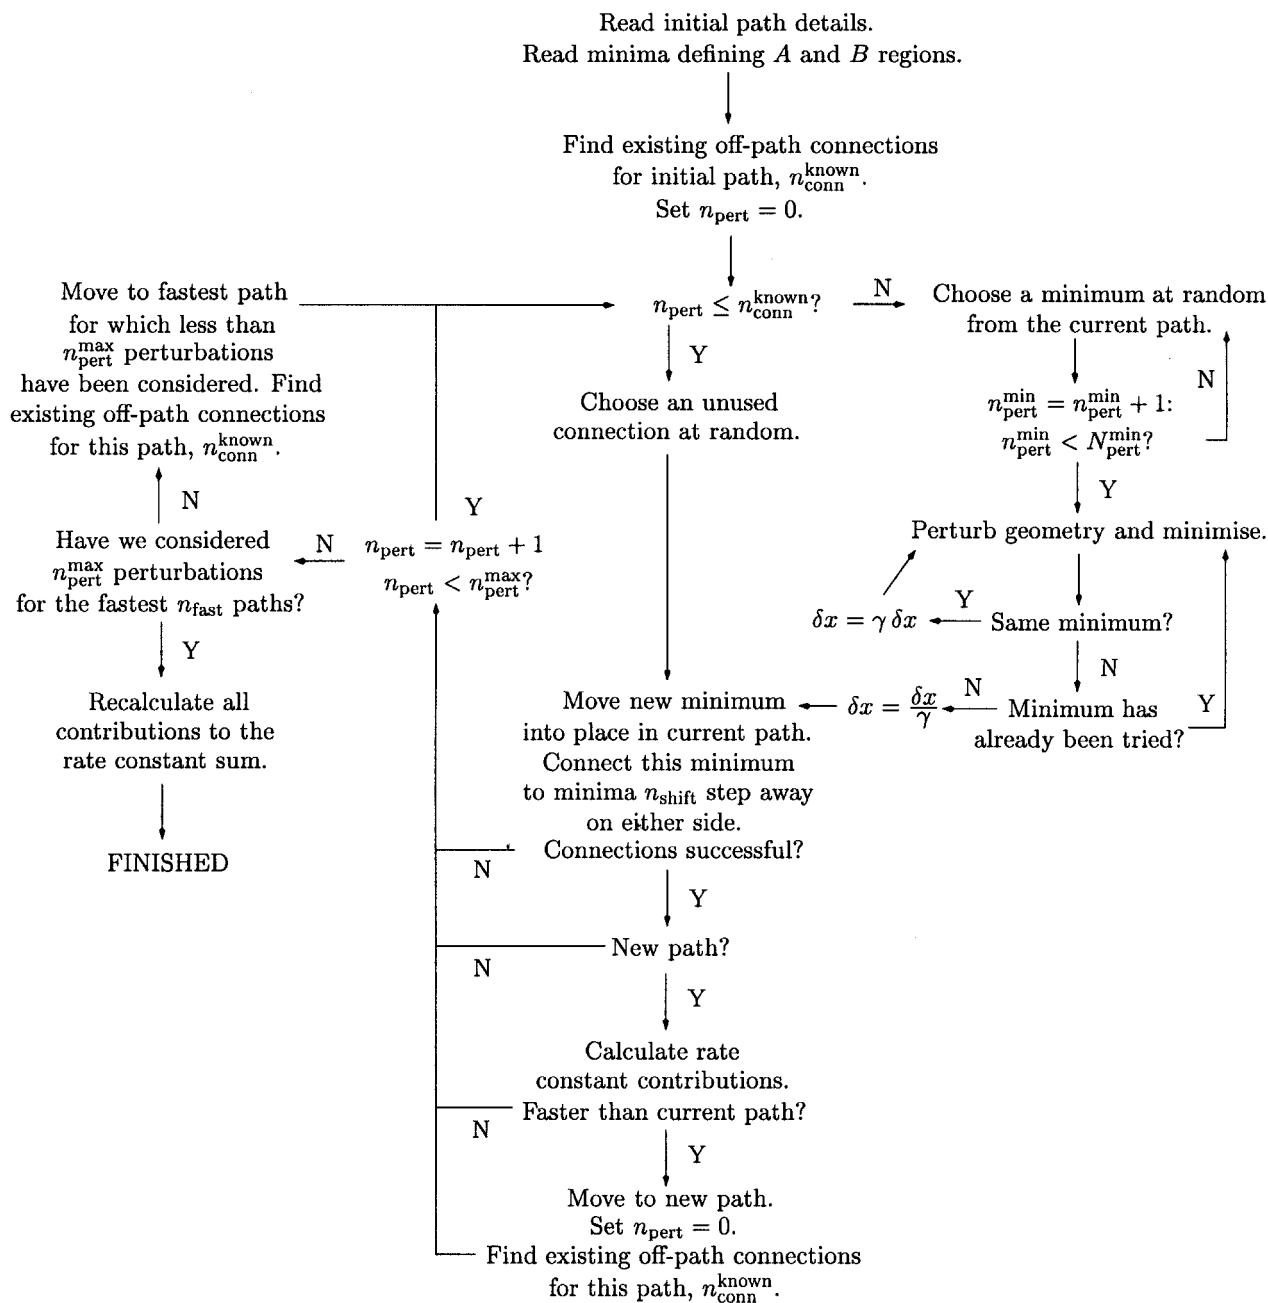 Read initial path details.
Read minima defining A and B regions.
Find existing off-path connections
for initial path, n_conn^known.
Set n_pert = 0.
n_pert ≤ n_conn^known?
N
Y
Choose an unused
connection at random.
Choose a minimum at random
from the current path.
N
n_pert^min = n_pert^min + 1:
n_pert^min < N_pert^min?
Y
Perturb geometry and minimise.
Y
δx = γ δx
Same minimum?
N
Minimum has
already been tried?
Y
N
δx = δx/γ
Move new minimum
into place in current path.
Connect this minimum
to minima n_shift step away
on either side.
Connections successful?
N
Y
New path?
N
Y
Calculate rate
constant contributions.
Faster than current path?
N
Y
Move to new path.
Set n_pert = 0.
Find existing off-path connections
for this path, n_conn^known.
Y
n_pert = n_pert + 1
n_pert < n_pert^max?
N
Move to fastest path
for which less than
n_pert^max perturbations
have been considered. Find
existing off-path connections
for this path, n_conn^known.
N
Have we considered
n_pert^max perturbations
for the fastest n_fast paths?
Y
Recalculate all
contributions to the
rate constant sum.
FINISHED